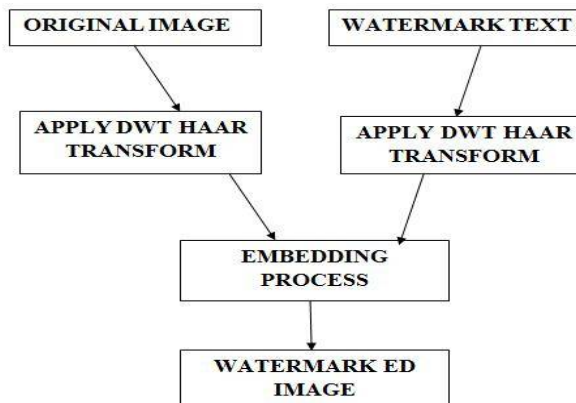 ORIGINAL IMAGE
WATERMARK TEXT
APPLY DWT HAAR
TRANSFORM
APPLY DWT HAAR
TRANSFORM
EMBEDDING
PROCESS
WATERMARK ED
IMAGE